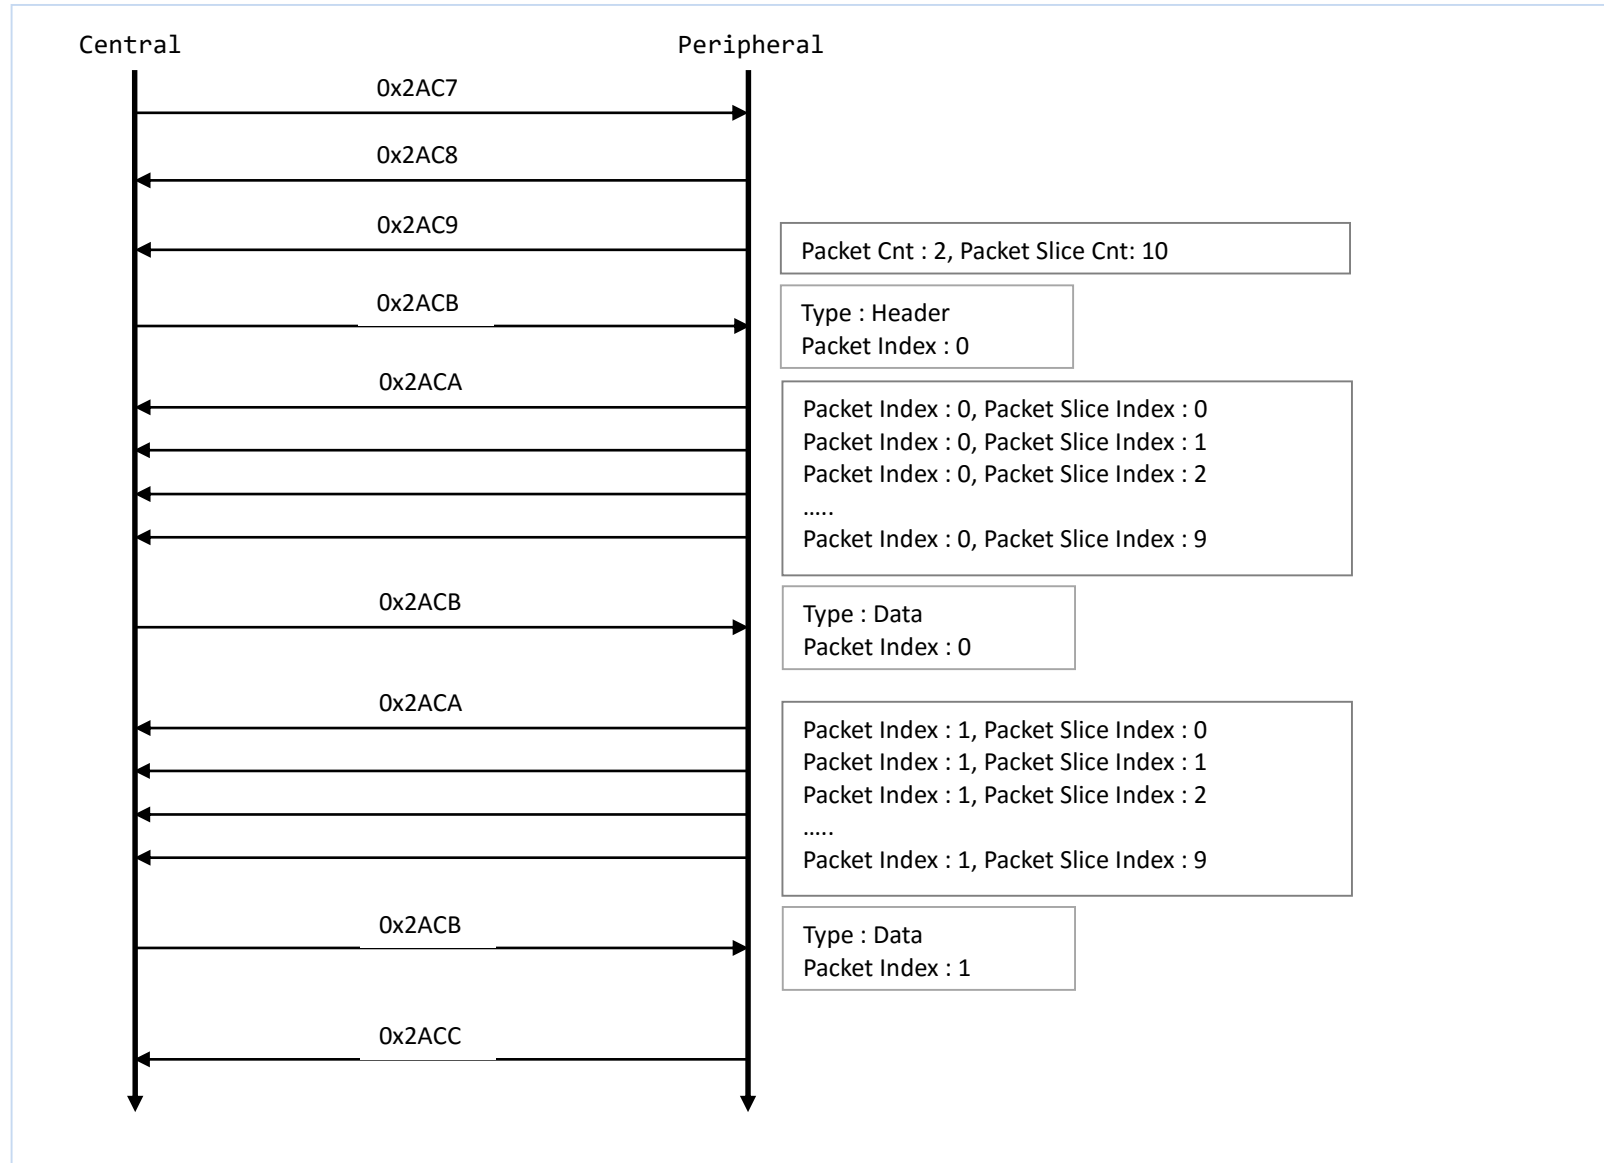 Central Peripheral
0x2AC7
0x2AC8
0x2AC9
Packet Cnt : 2, Packet Slice Cnt: 10
0x2ACB
Type : Header
Packet Index : 0
0x2ACA
Packet Index : 0, Packet Slice Index : 0
Packet Index : 0, Packet Slice Index : 1
Packet Index : 0, Packet Slice Index : 2
.....
Packet Index : 0, Packet Slice Index : 9
0x2ACB
Type : Data
Packet Index : 0
0x2ACA
Packet Index : 1, Packet Slice Index : 0
Packet Index : 1, Packet Slice Index : 1
Packet Index : 1, Packet Slice Index : 2
.....
Packet Index : 1, Packet Slice Index : 9
0x2ACB
Type : Data
Packet Index : 1
0x2ACC